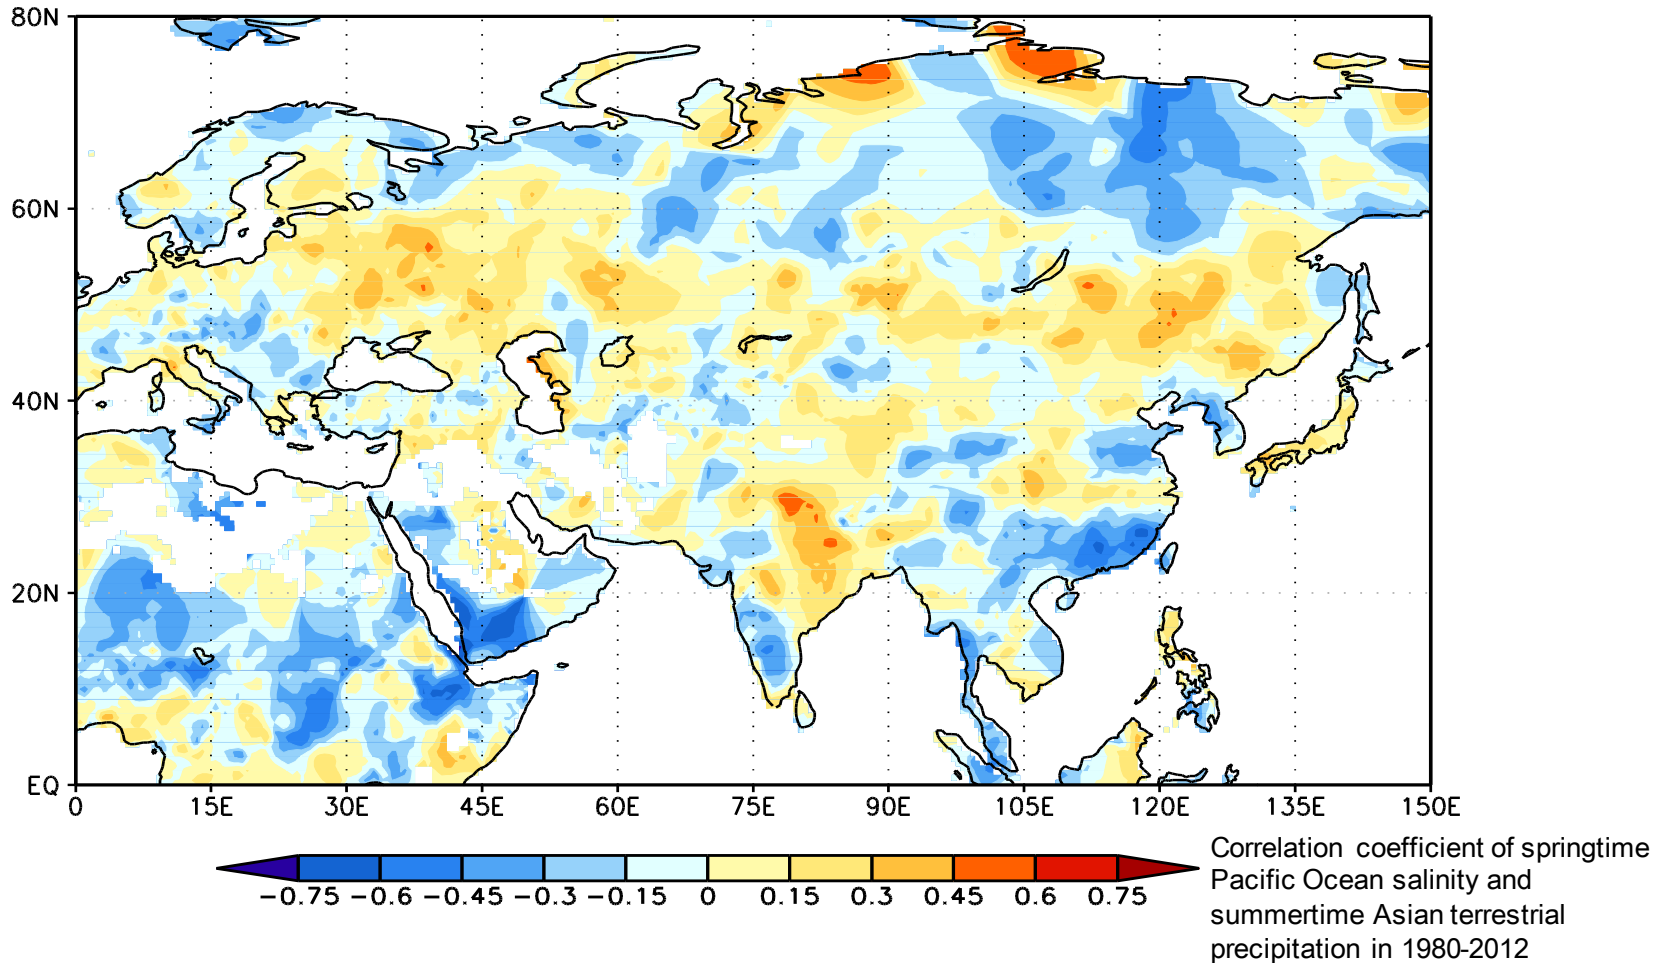 80N
60N
40N
20N
EQ
0 15E 30E 45E 60E 75E 90E 105E 120E 135E 150E
−0.75 −0.6 −0.45 −0.3 −0.15 0 0.15 0.3 0.45 0.6 0.75
Correlation coefficient of springtime
Pacific Ocean salinity and
summertime Asian terrestrial
precipitation in 1980-2012